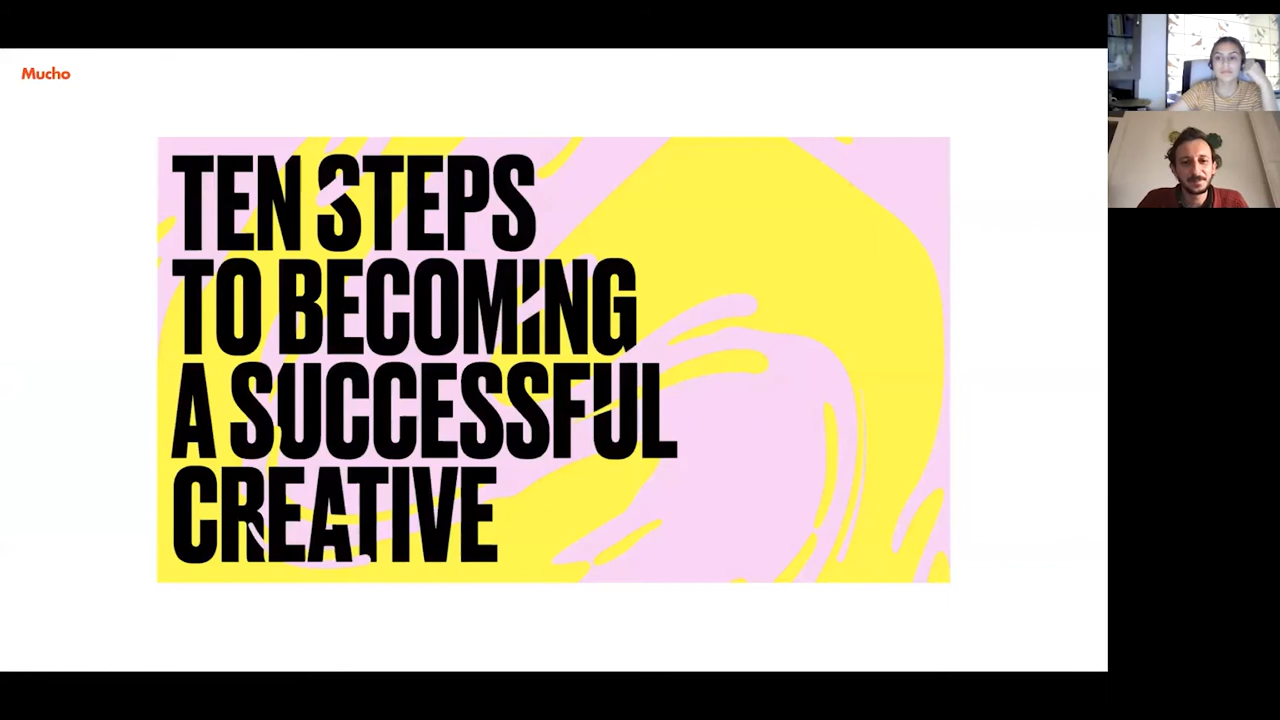 Mucho
TEN STEPS
TO BECOMING
A SUCCESSFUL
CREATIVE